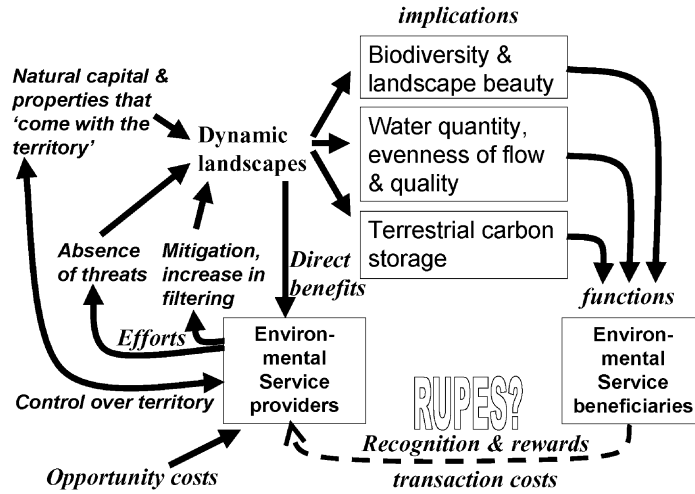 implications
Biodiversity &
landscape beauty
Natural capital &
properties that
'come with the
territory'
Dynamic
landscapes
Water quantity,
evenness of flow
& quality
Terrestrial carbon
storage
Absence
of threats
Mitigation,
increase in
filtering
Direct
benefits
functions
Efforts
Environ-
mental
Service
providers
Environ-
mental
Service
beneficiaries
Control over territory
RUPES?
Recognition & rewards
transaction costs
Opportunity costs